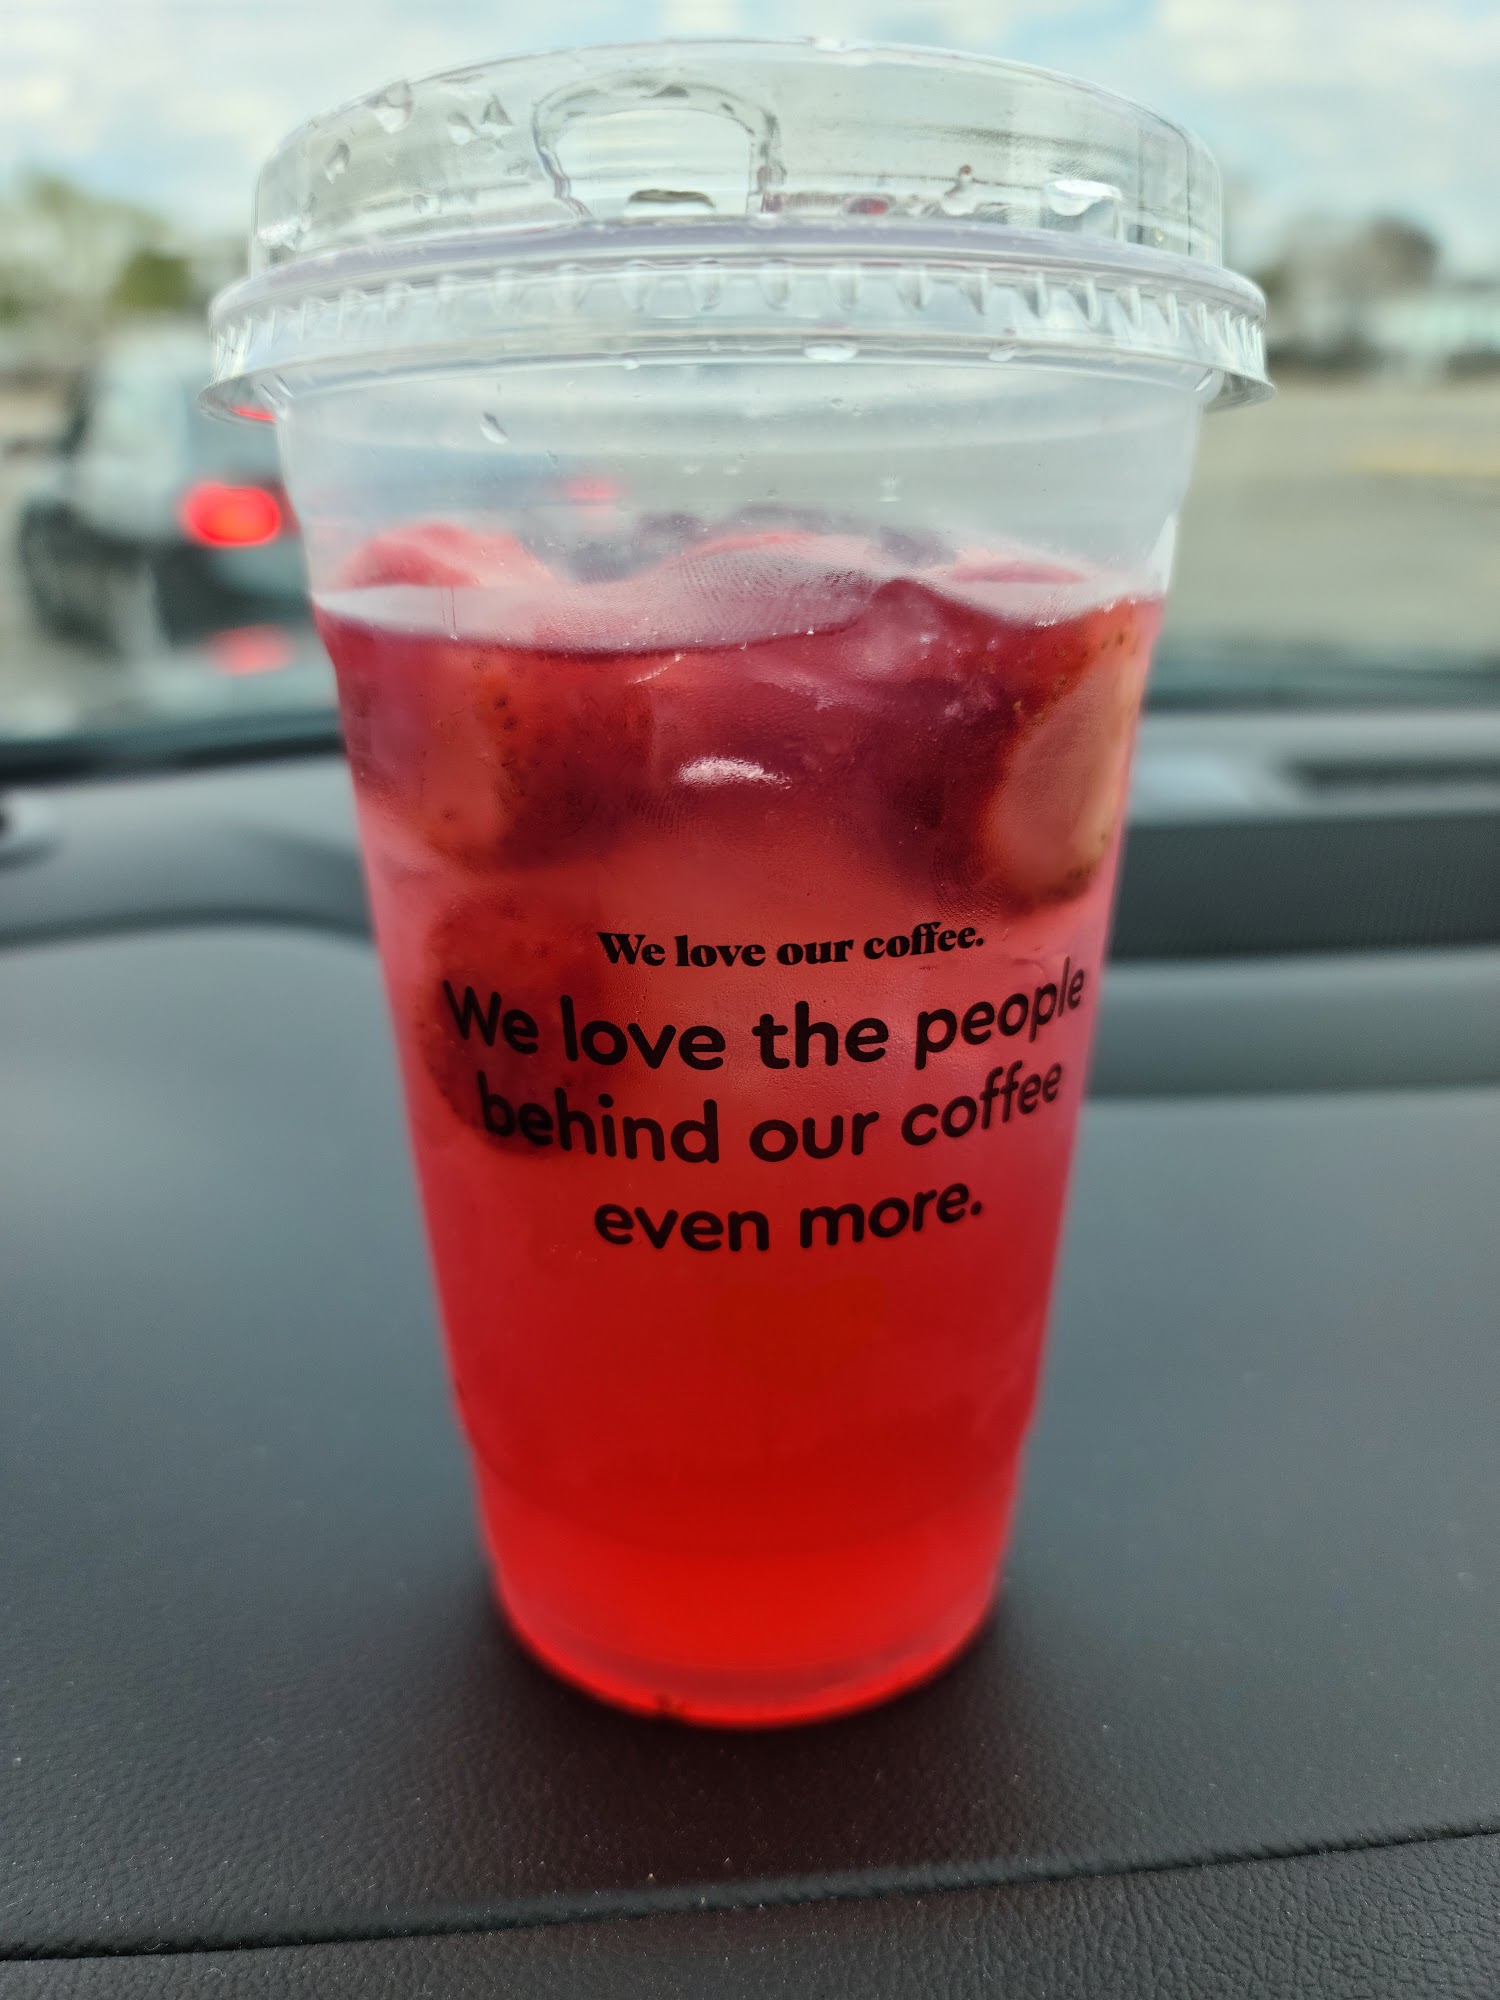 We love our coffee.
We love the people
behind our coffee
even more.